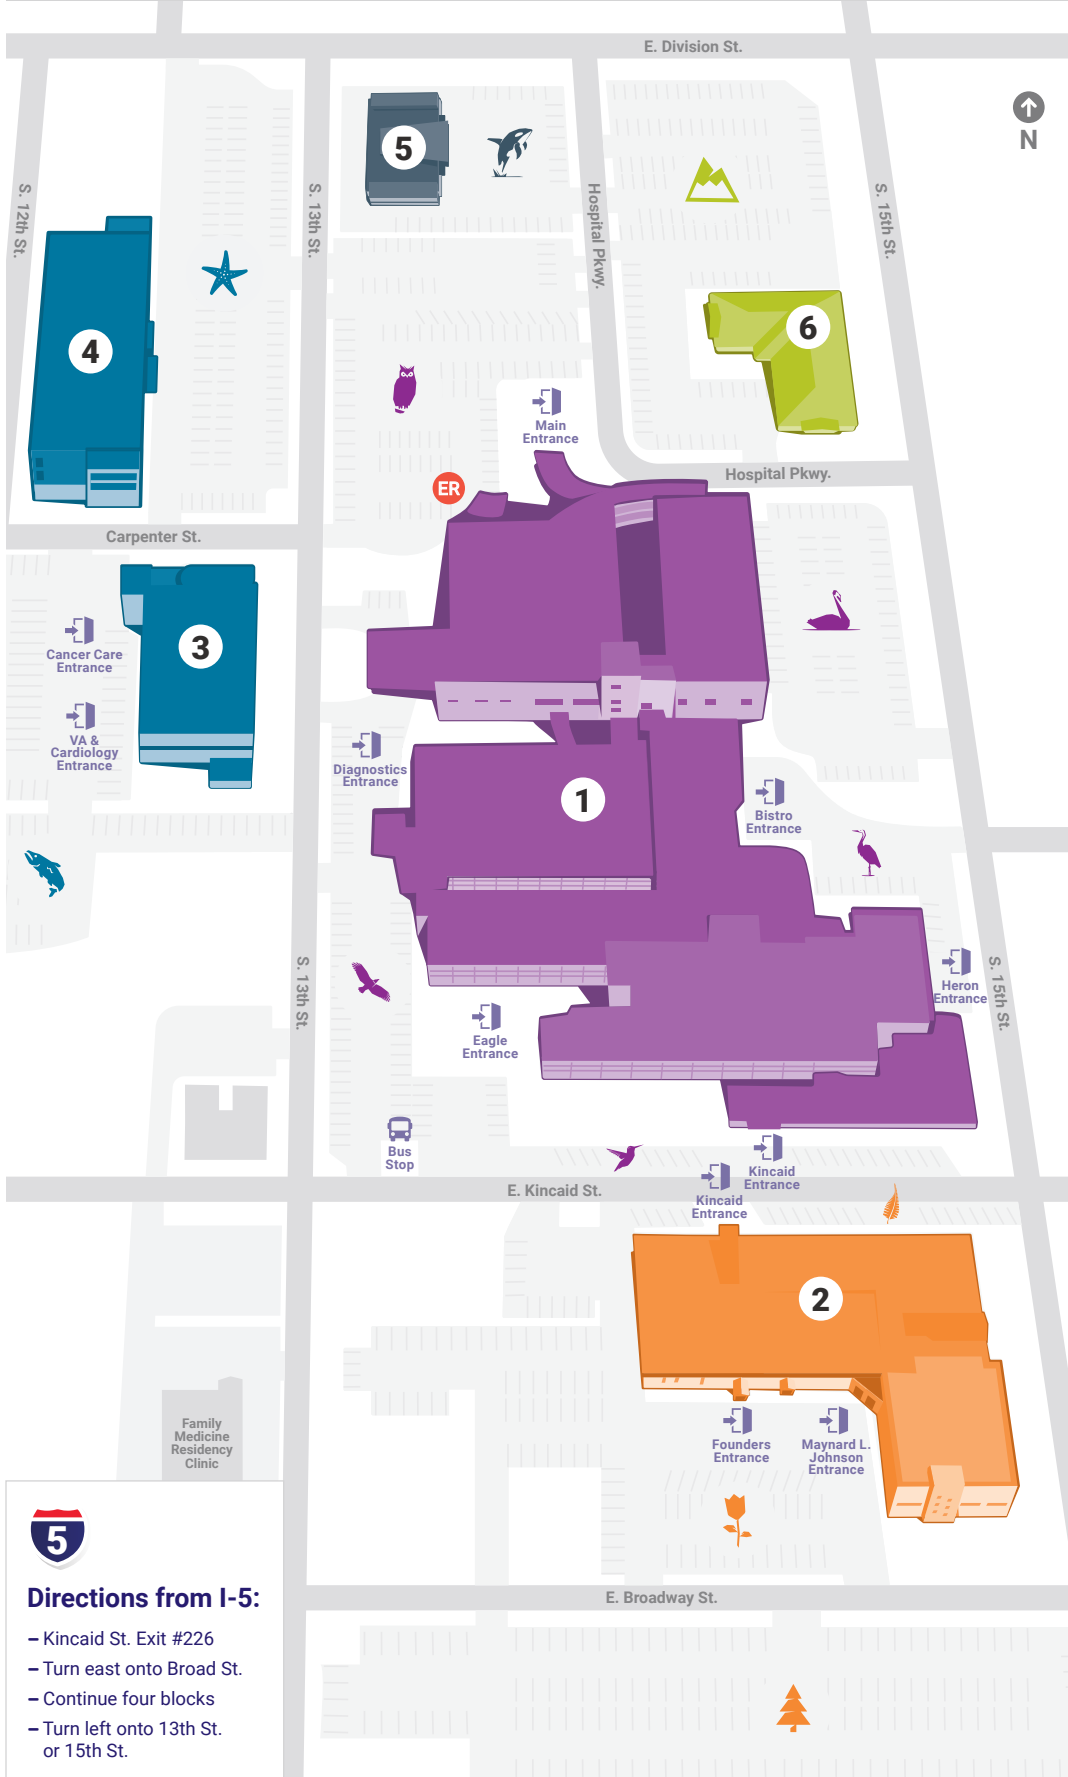 E. Division St.
N
5
S. 12th St.
S. 13th St.
Hospital Pkwy.
S. 15th St.
6
4
Main
Entrance
Hospital Pkwy.
ER
Carpenter St.
3
Cancer Care
Entrance
VA &
Cardiology
Entrance
Diagnostics
Entrance
1
Bistro
Entrance
S. 13th St.
Heron
Entrance
S. 15th St.
Eagle
Entrance
Bus
Stop
Kincaid
Entrance
E. Kincaid St.
Kincaid
Entrance
2
Founders
Entrance
Maynard L.
Johnson
Entrance
Family
Medicine
Residency
Clinic
5
Directions from I-5:
– Kincaid St. Exit #226
– Turn east onto Broad St.
– Continue four blocks
– Turn left onto 13th St.
or 15th St.
E. Broadway St.